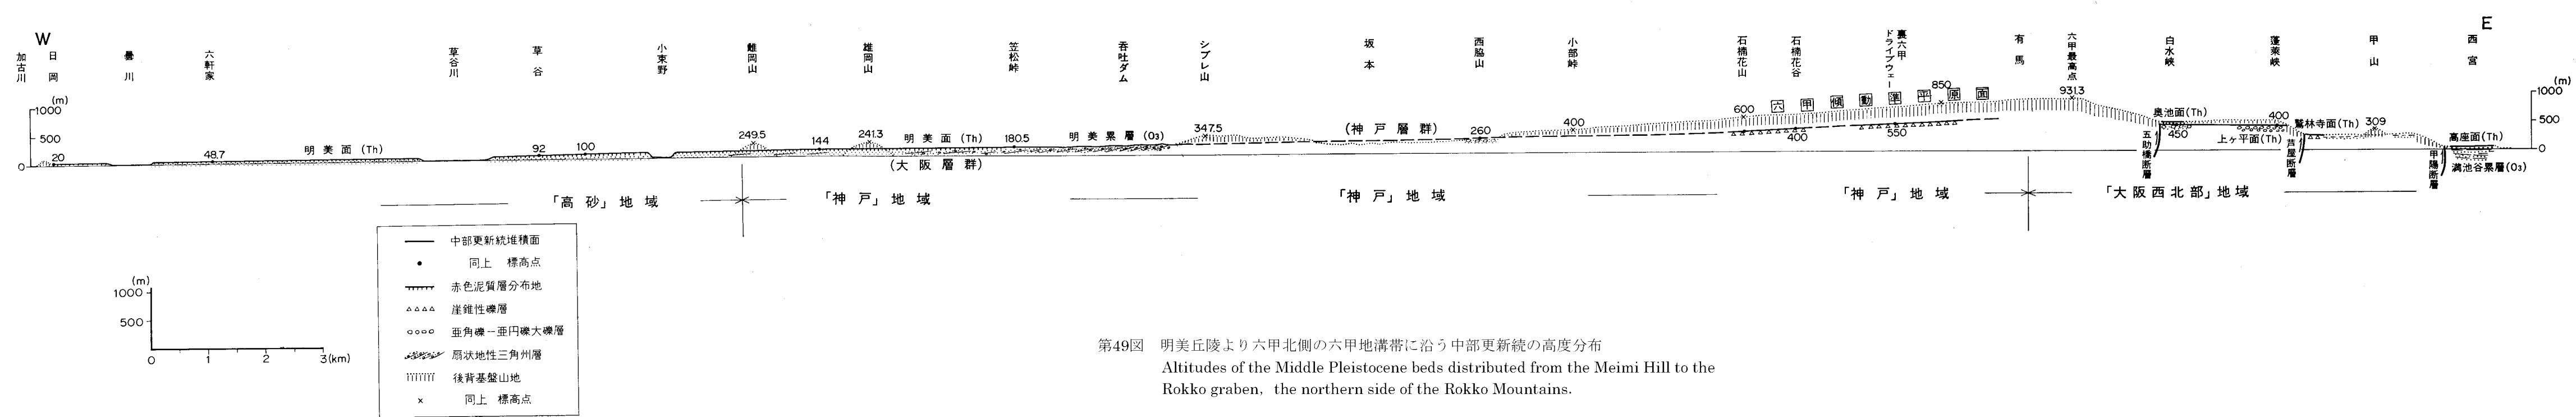 W
E
加古川
日岡
曇川
六軒家
草谷川
草谷
小東野
雌岡山
雄岡山
笠松峠
呑吐ダム
シブレ山
坂本
西脇山
小部峠
石楠花山
石楠花谷
裏六甲
ドライブウェー
有馬
六甲最高点
白水峡
蓬莱峡
甲山
西宮
(m)
1000
500
0
20
48.7
明美面 (Th)
92
100
249.5
144
241.3
明美面 (Th)
180.5
明美累層 (O₃)
(大阪層群)
347.5
(神戸層群)
260
400
600
六甲傾動準平原面
850
400
550
931.3
奥池面(Th)
五助橋断層
450
400
上ヶ平面(Th)
芦屋断層
鷲林寺面(Th)
309
甲陽断層
高座面(Th)
満池谷累層(O₃)
(m)
1000
500
0
「高砂」地域
「神戸」地域
「神戸」地域
「神戸」地域
「大阪西北部」地域
中部更新統堆積面
同上 標高点
赤色泥質層分布地
崖錐性礫層
亜角礫−亜円礫大礫層
扇状地性三角州層
後背基盤山地
同上 標高点
(m)
1000
500
0 1 2 3(km)
第49図 明美丘陵より六甲北側の六甲地溝帯に沿う中部更新統の高度分布
Altitudes of the Middle Pleistocene beds distributed from the Meimi Hill to the
Rokko graben, the northern side of the Rokko Mountains.